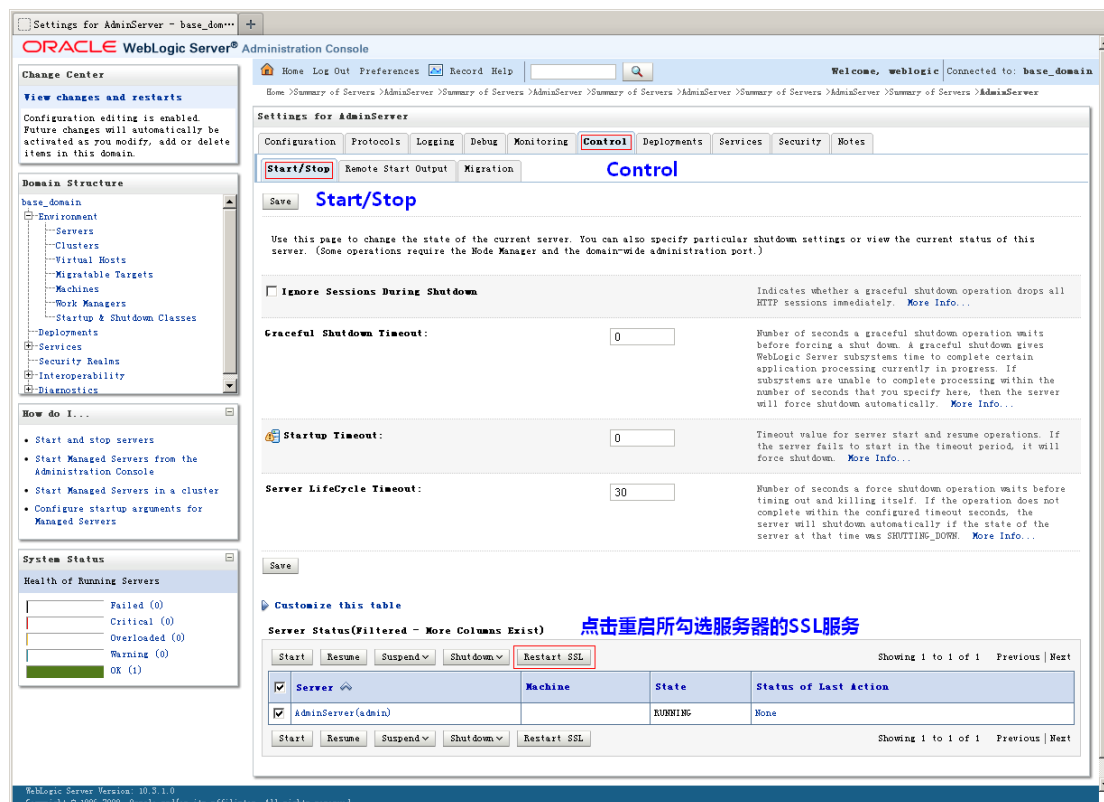 Settings for AdminServer - base_dom···
+
ORACLE WebLogic Server® Administration Console
Change Center
View changes and restarts
Configuration editing is enabled.
Future changes will automatically be
activated as you modify, add or delete
items in this domain.
Domain Structure
base_domain
Environment
Servers
Clusters
Virtual Hosts
Migratable Targets
Machines
Work Managers
Startup & Shutdown Classes
Deployments
Services
Security Realms
Interoperability
Diagnostics
How do I...
Start and stop servers
Start Managed Servers from the
Administration Console
Start Managed Servers in a cluster
Configure startup arguments for
Managed Servers
System Status
Health of Running Servers
Failed (0)
Critical (0)
Overloaded (0)
Warning (0)
OK (1)
Home Log Out Preferences Record Help
Welcome, weblogic Connected to: base_domain
Home >Summary of Servers >AdminServer >Summary of Servers >AdminServer >Summary of Servers >AdminServer >Summary of Servers >AdminServer >Summary of Servers >AdminServer
Settings for AdminServer
Configuration Protocols Logging Debug Monitoring Control Deployments Services Security Notes
Start/Stop Remote Start Output Migration
Control
Save
Start/Stop
Use this page to change the state of the current server. You can also specify particular shutdown settings or view the current status of this
server. (Some operations require the Node Manager and the domain-wide administration port.)
Ignore Sessions During Shutdown
Indicates whether a graceful shutdown operation drops all
HTTP sessions immediately. More Info...
Graceful Shutdown Timeout:
0
Number of seconds a graceful shutdown operation waits
before forcing a shut down. A graceful shutdown gives
WebLogic Server subsystems time to complete certain
application processing currently in progress. If
subsystems are unable to complete processing within the
number of seconds that you specify here, then the server
will force shutdown automatically. More Info...
Startup Timeout:
0
Timeout value for server start and resume operations. If
the server fails to start in the timeout period, it will
force shutdown. More Info...
Server LifeCycle Timeout:
30
Number of seconds a force shutdown operation waits before
timing out and killing itself. If the operation does not
complete within the configured timeout seconds, the
server will shutdown automatically if the state of the
server at that time was SHUTTING_DOWN. More Info...
Save
Customize this table
Server Status(Filtered - More Columns Exist)
点击重启所勾选服务器的SSL服务
Start Resume Suspend Shutdown Restart SSL
Showing 1 to 1 of 1 Previous | Next
Server Machine State Status of Last Action
AdminServer(admin) RUNNING None
Start Resume Suspend Shutdown Restart SSL
Showing 1 to 1 of 1 Previous | Next
WebLogic Server Version: 10.3.1.0